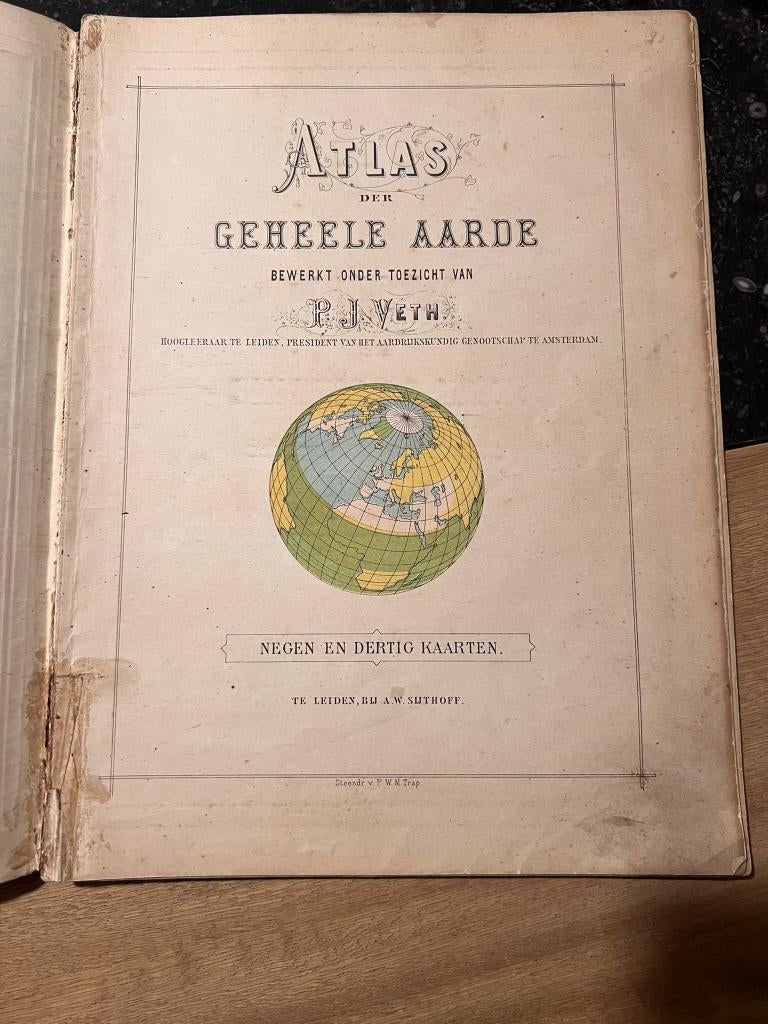 ATLAS
DER
GEHEELE AARDE
BEWERKT ONDER TOEZICHT VAN
P. J. VETH.
HOOGLEERAAR TE LEIDEN, PRESIDENT VAN HET AARDRIJKSKUNDIG GENOOTSCHAP TE AMSTERDAM.
NEGEN EN DERTIG KAARTEN.
TE LEIDEN, BIJ A.W. SIJTHOFF.
Steendr. v. P. W. M. Trap.